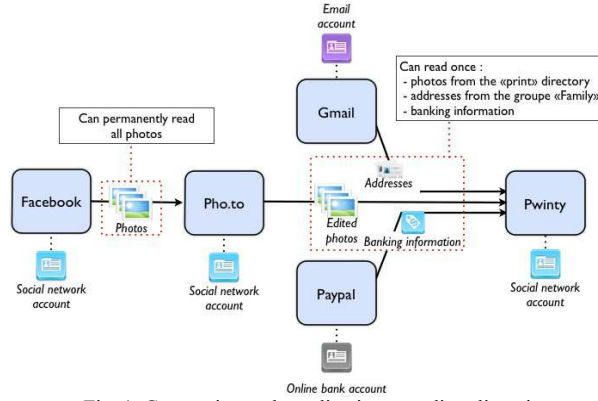 Email
account
Can read once :
- photos from the «print» directory
- addresses from the groupe «Family»
- banking information
Gmail
Can permanently read
all photos
Addresses
Facebook
Photos
Pho.to
Edited
photos
Banking information
Pwinty
Social network
account
Social network
account
Paypal
Social network
account
Online bank account